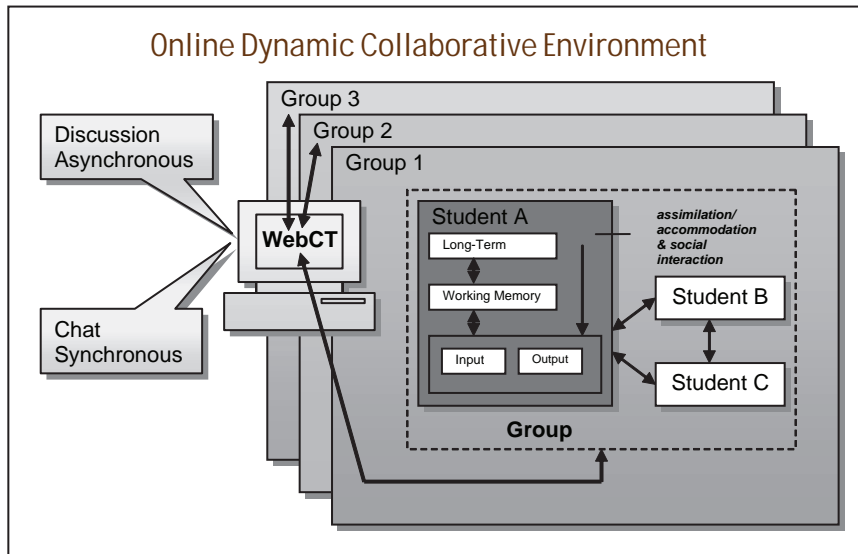 Online Dynamic Collaborative Environment
Group 3
Group 2
Group 1
Discussion
Asynchronous
WebCT
Chat
Synchronous
Student A
Long-Term
Working Memory
Input
Output
assimilation/
accommodation
& social
interaction
Student B
Student C
Group